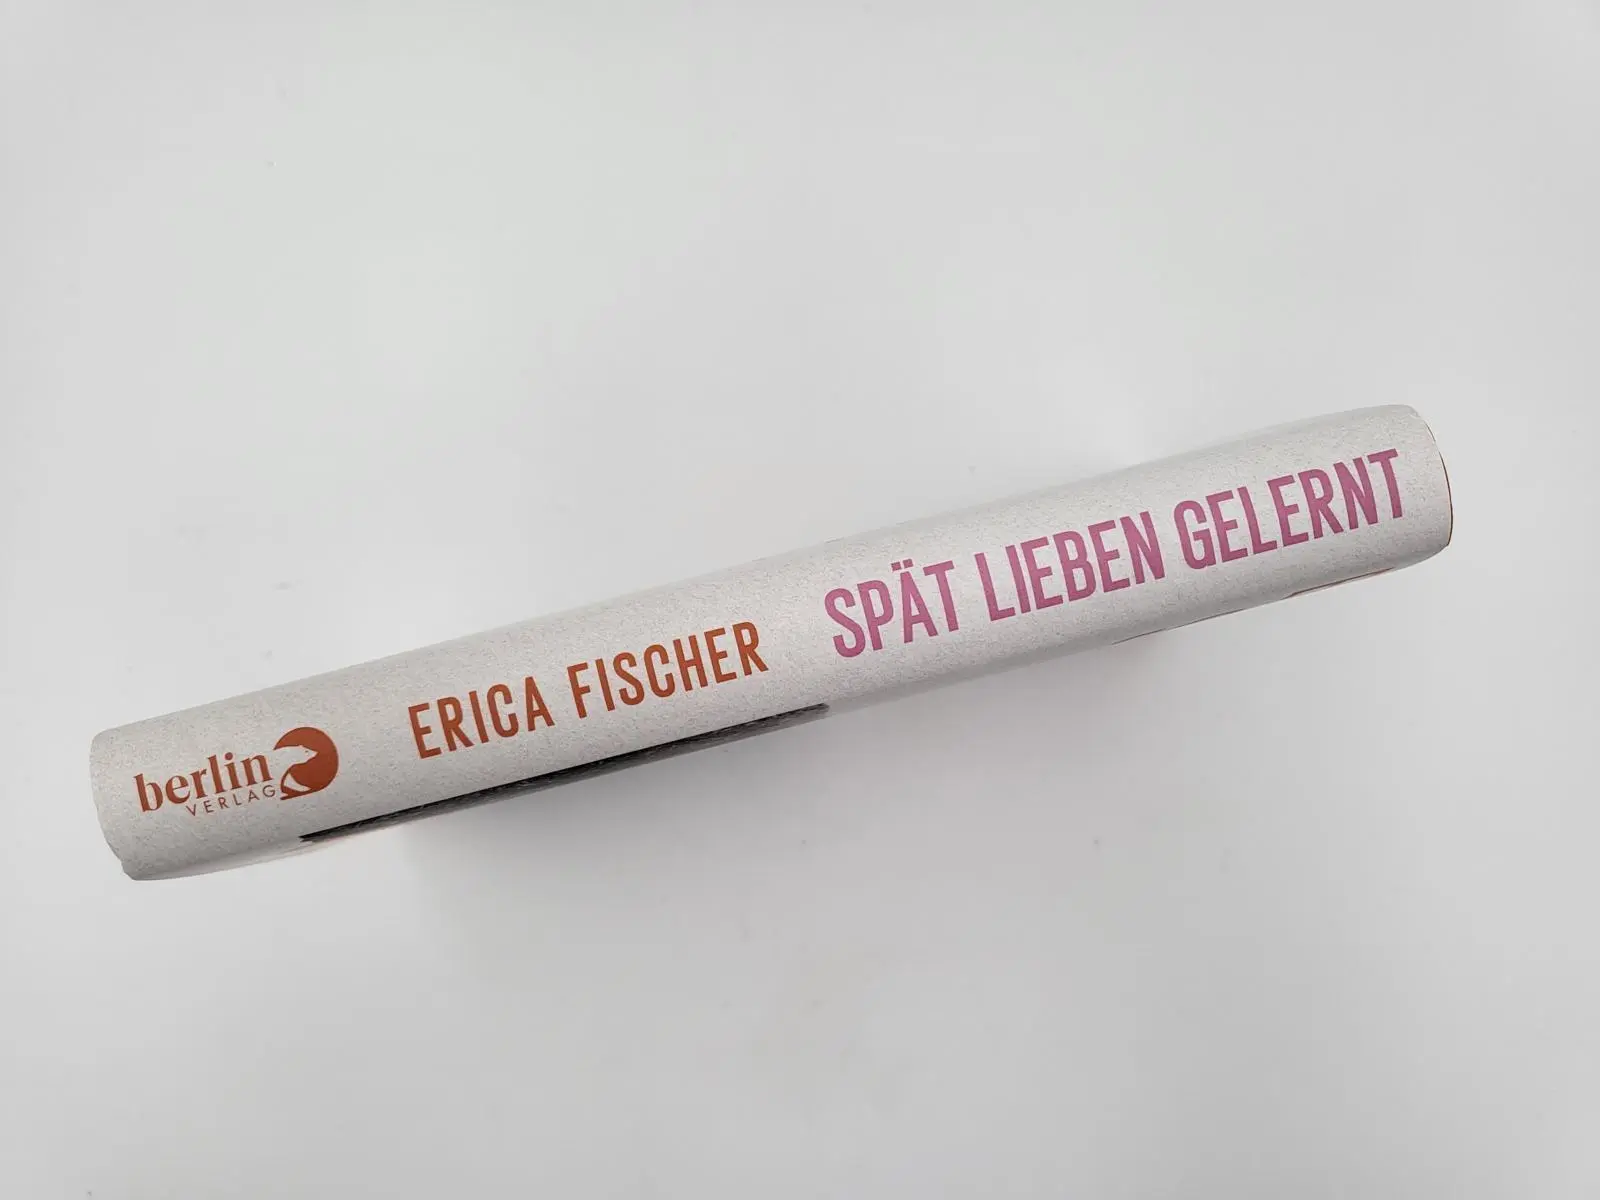 berlin
VERLAG
ERICA FISCHER
SPÄT LIEBEN GELERNT